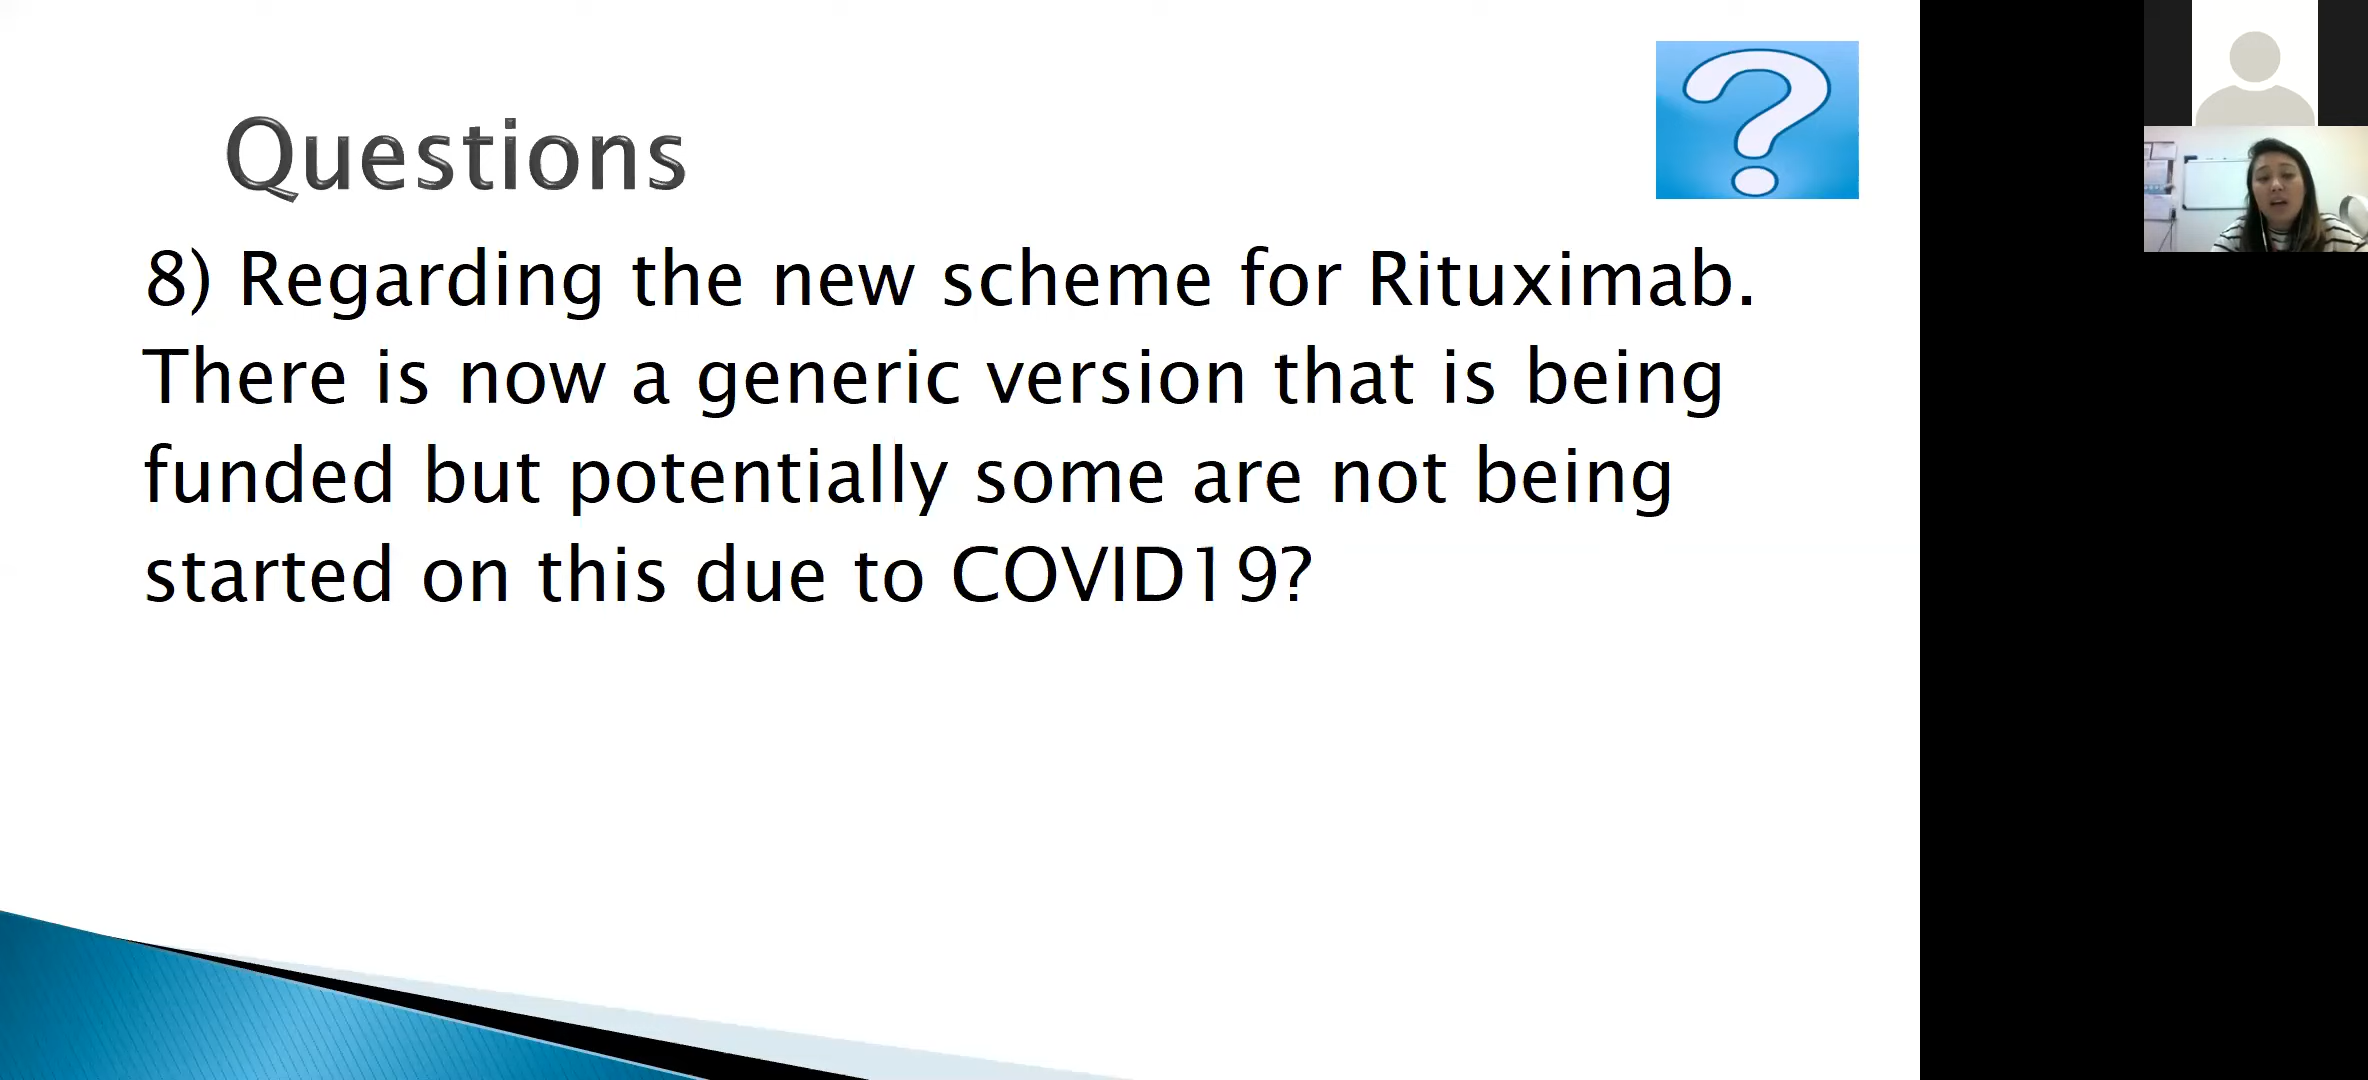 Questions
8) Regarding the new scheme for Rituximab.
There is now a generic version that is being
funded but potentially some are not being
started on this due to COVID19?